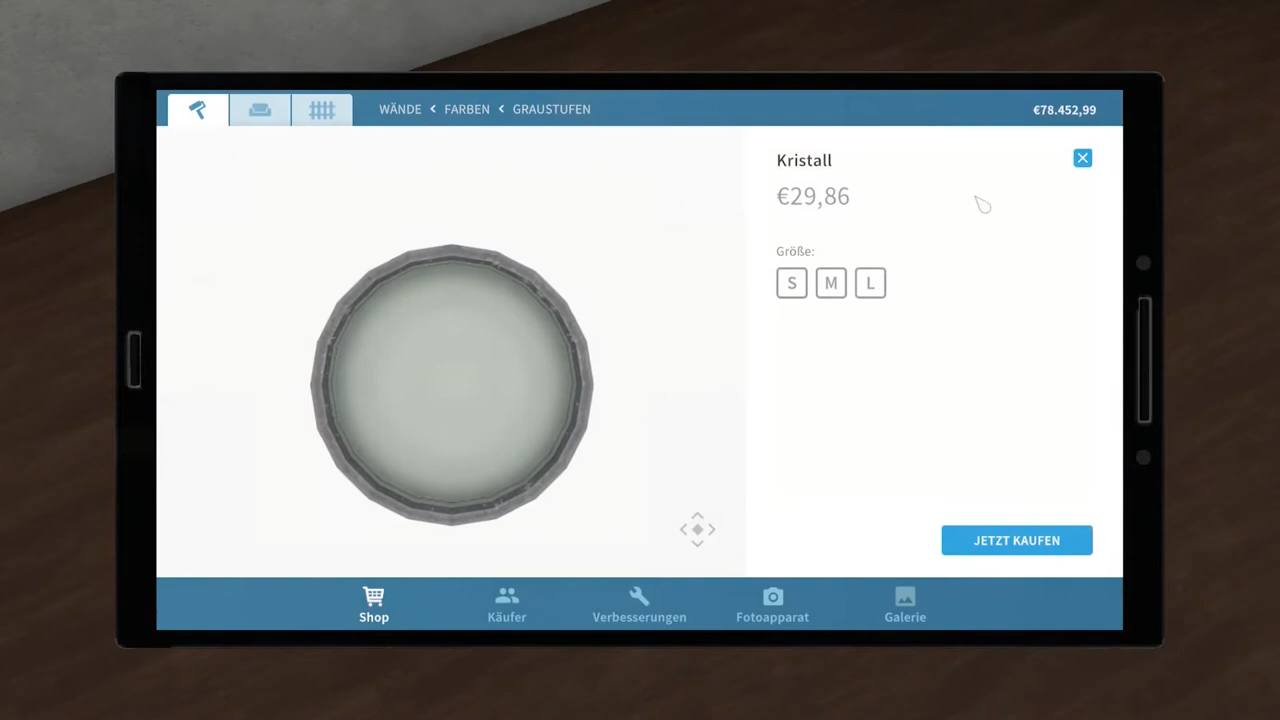 WÄNDE < FARBEN < GRAUSTUFEN
€78.452,99
Kristall
€29,86
Größe:
S M L
JETZT KAUFEN
Shop Käufer Verbesserungen Fotoapparat Galerie